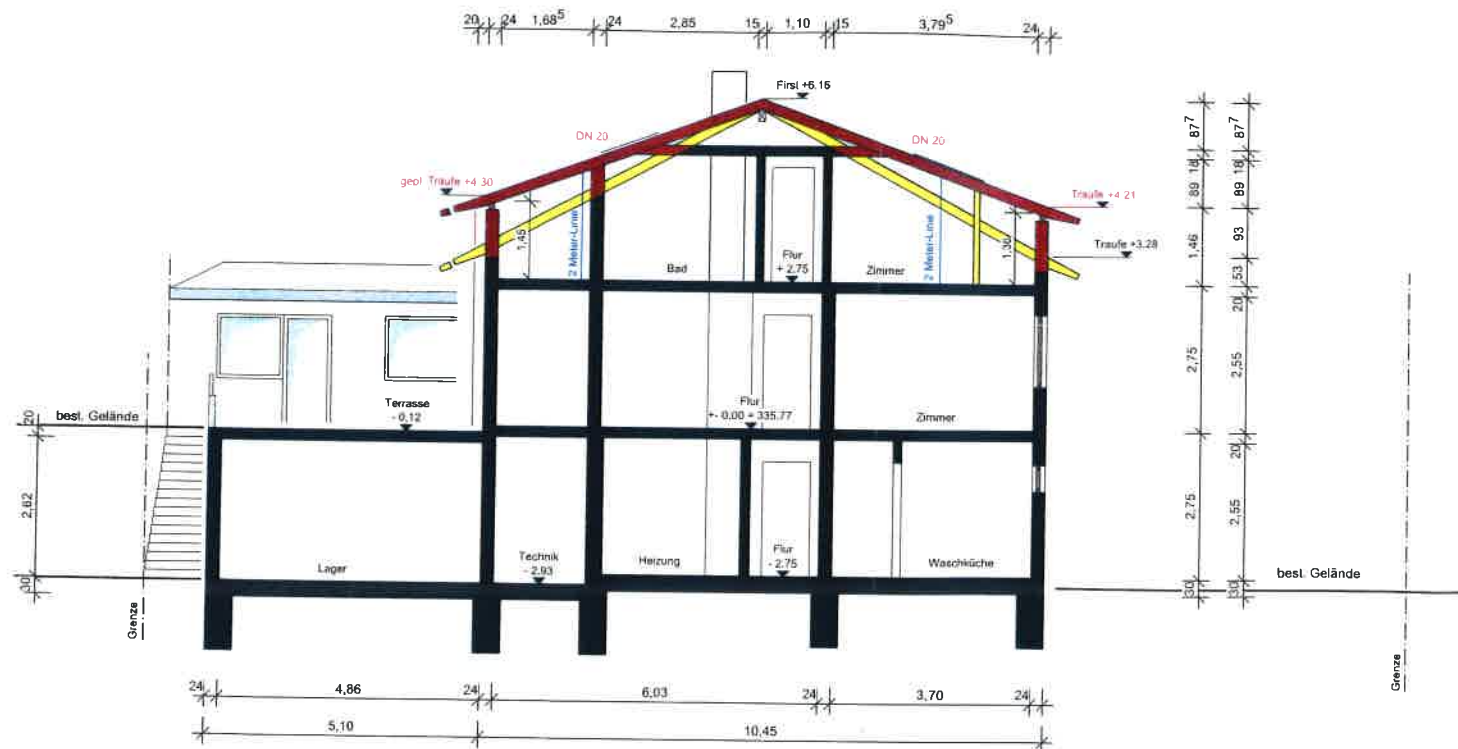 20 24 1,68⁵ 24 2,85 15 1,10 15 3,79⁵ 24
First +6.16
DN 20
DN 20
gepl. Traufe +4.30
Traufe +4.21
Traufe +3.28
1,45
2 Meter-Linie
2 Meter-Linie
Bad
Flur
+ 2.75
Zimmer
87⁷
18
89
1,46
2,75
2,75
30
87⁷
18
89
93
53
20
2,55
20
2,55
30
best. Gelände
Terrasse
- 0,12
Flur
+- 0.00 = 335.77
Zimmer
20
2,62
30
Lager
Technik
- 2.93
Heizung
Flur
- 2.75
Waschküche
best. Gelände
Grenze
Grenze
24 4,86 24 6,03 24 3,70 24
5,10 10,45